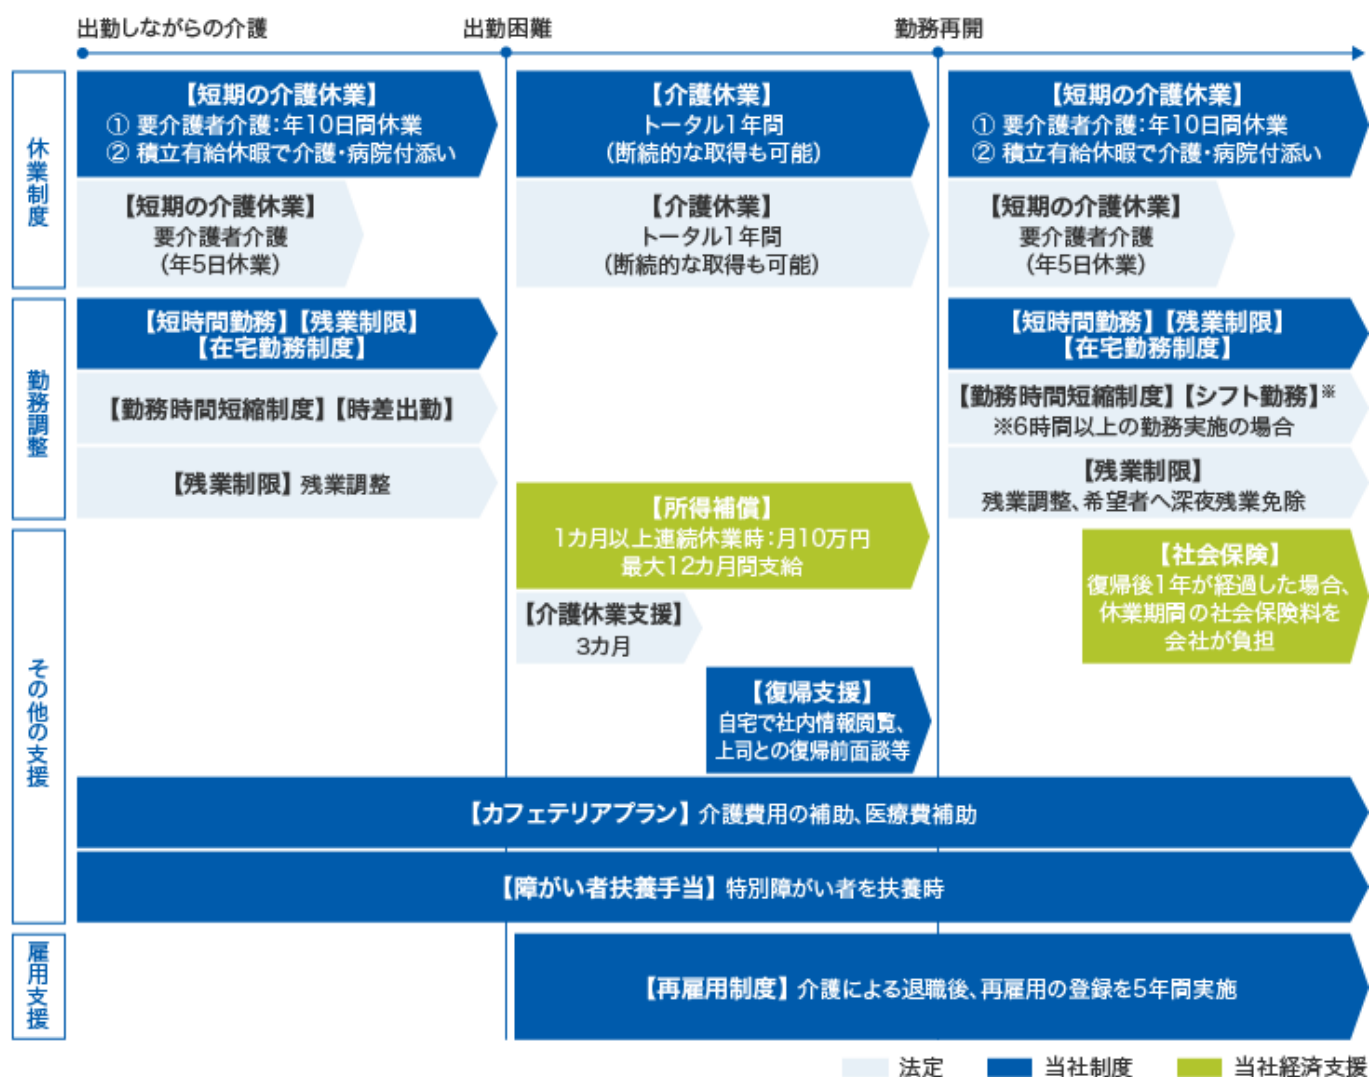 出勤しながらの介護
出勤困難
勤務再開
休業制度
【短期の介護休業】
① 要介護者介護：年10日間休業
② 積立有給休暇で介護・病院付添い
【介護休業】
トータル1年間
（断続的な取得も可能）
【短期の介護休業】
① 要介護者介護：年10日間休業
② 積立有給休暇で介護・病院付添い
【短期の介護休業】
要介護者介護
（年5日休業）
【介護休業】
トータル1年間
（断続的な取得も可能）
【短期の介護休業】
要介護者介護
（年5日休業）
勤務調整
【短時間勤務】【残業制限】
【在宅勤務制度】
【短時間勤務】【残業制限】
【在宅勤務制度】
【勤務時間短縮制度】【時差出勤】
【勤務時間短縮制度】【シフト勤務】※
※6時間以上の勤務実施の場合
【残業制限】残業調整
【残業制限】
残業調整、希望者へ深夜残業免除
その他の支援
【所得補償】
1カ月以上連続休業時：月10万円
最大12カ月間支給
【社会保険】
復帰後1年が経過した場合、
休業期間の社会保険料を
会社が負担
【介護休業支援】
3カ月
【復帰支援】
自宅で社内情報閲覧、
上司との復帰前面談等
【カフェテリアプラン】介護費用の補助、医療費補助
【障がい者扶養手当】特別障がい者を扶養時
雇用支援
【再雇用制度】介護による退職後、再雇用の登録を5年間実施
法定
当社制度
当社経済支援